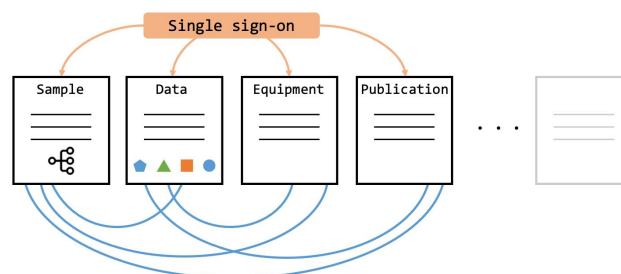 Single sign-on
Sample
Data
Equipment
Publication
. . .